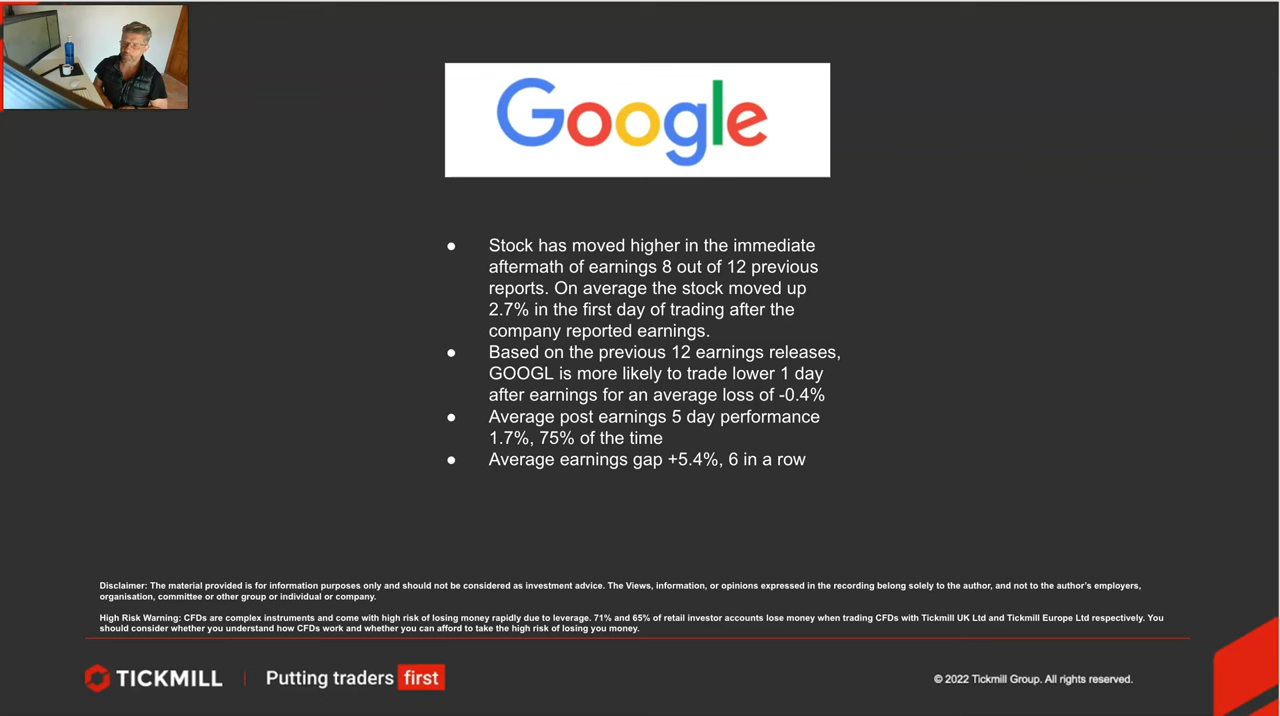 Google
● Stock has moved higher in the immediate
aftermath of earnings 8 out of 12 previous
reports. On average the stock moved up
2.7% in the first day of trading after the
company reported earnings.
● Based on the previous 12 earnings releases,
GOOGL is more likely to trade lower 1 day
after earnings for an average loss of -0.4%
● Average post earnings 5 day performance
1.7%, 75% of the time
● Average earnings gap +5.4%, 6 in a row
Disclaimer: The material provided is for information purposes only and should not be considered as investment advice. The Views, information, or opinions expressed in the recording belong solely to the author, and not to the author's employers,
organisation, committee or other group or individual or company.
High Risk Warning: CFDs are complex instruments and come with high risk of losing money rapidly due to leverage. 71% and 65% of retail investor accounts lose money when trading CFDs with Tickmill UK Ltd and Tickmill Europe Ltd respectively. You
should consider whether you understand how CFDs work and whether you can afford to take the high risk of losing you money.
TICKMILL | Putting traders first
© 2022 Tickmill Group. All rights reserved.